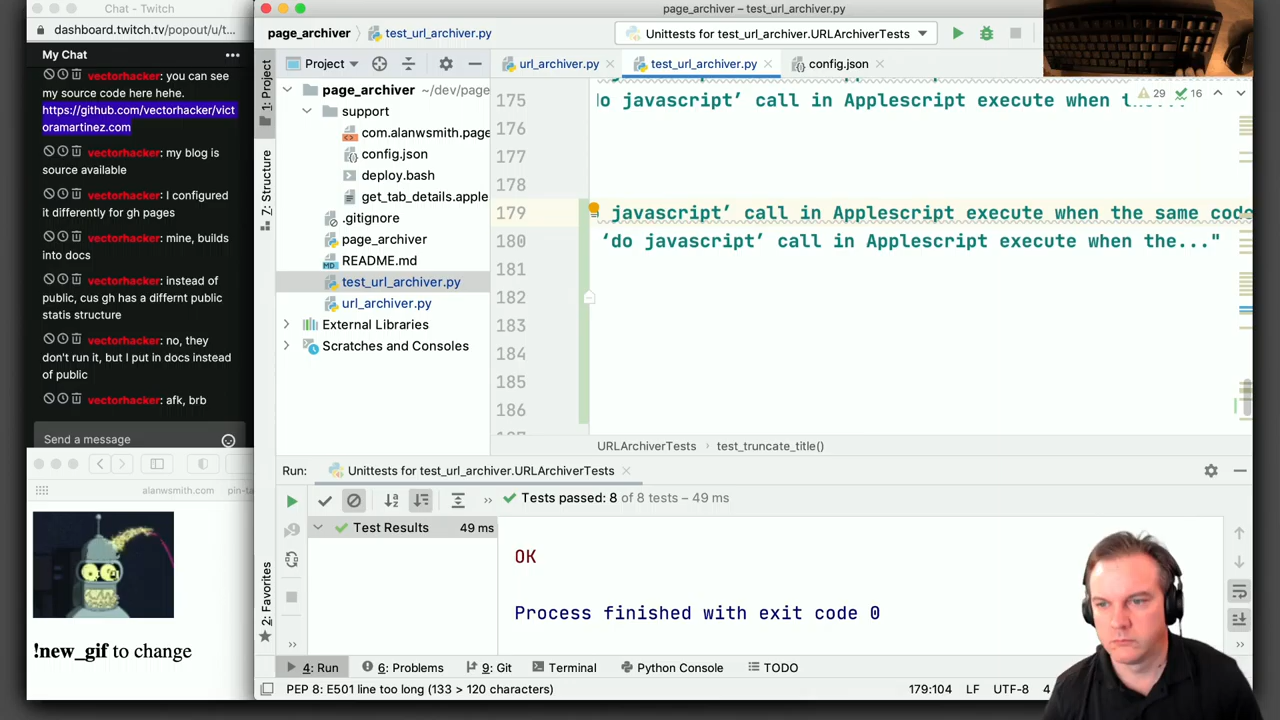 Chat - Twitch
dashboard.twitch.tv/popout/u/t...
My Chat
vectorhacker: you can see
my source code here hehe.
https://github.com/vectorhacker/vict
oramartinez.com
vectorhacker: my blog is
source available
vectorhacker: I configured
it differently for gh pages
vectorhacker: mine, builds
into docs
vectorhacker: instead of
public, cus gh has a differnt public
statis structure
vectorhacker: no, they
don't run it, but I put in docs instead
of public
vectorhacker: afk, brb
Send a message
alanwsmith.com
pin-ta
!new_gif to change
page_archiver – test_url_archiver.py
page_archiver
test_url_archiver.py
Unittests for test_url_archiver.URLArchiverTests
1: Project
7: Structure
2: Favorites
Project
url_archiver.py
test_url_archiver.py
config.json
page_archiver ~/dev/page
support
com.alanwsmith.page
config.json
deploy.bash
get_tab_details.apple
.gitignore
page_archiver
README.md
test_url_archiver.py
url_archiver.py
External Libraries
Scratches and Consoles
29
16
175 do javascript’ call in Applescript execute when
176
177
178
179 javascript’ call in Applescript execute when the same code
180 ‘do javascript’ call in Applescript execute when the..."
181
182
183
184
185
186
URLArchiverTests
test_truncate_title()
Run:
Unittests for test_url_archiver.URLArchiverTests
Tests passed: 8 of 8 tests – 49 ms
Test Results
49 ms
OK
Process finished with exit code 0
4: Run
6: Problems
9: Git
Terminal
Python Console
TODO
PEP 8: E501 line too long (133 > 120 characters)
179:104
LF
UTF-8
4